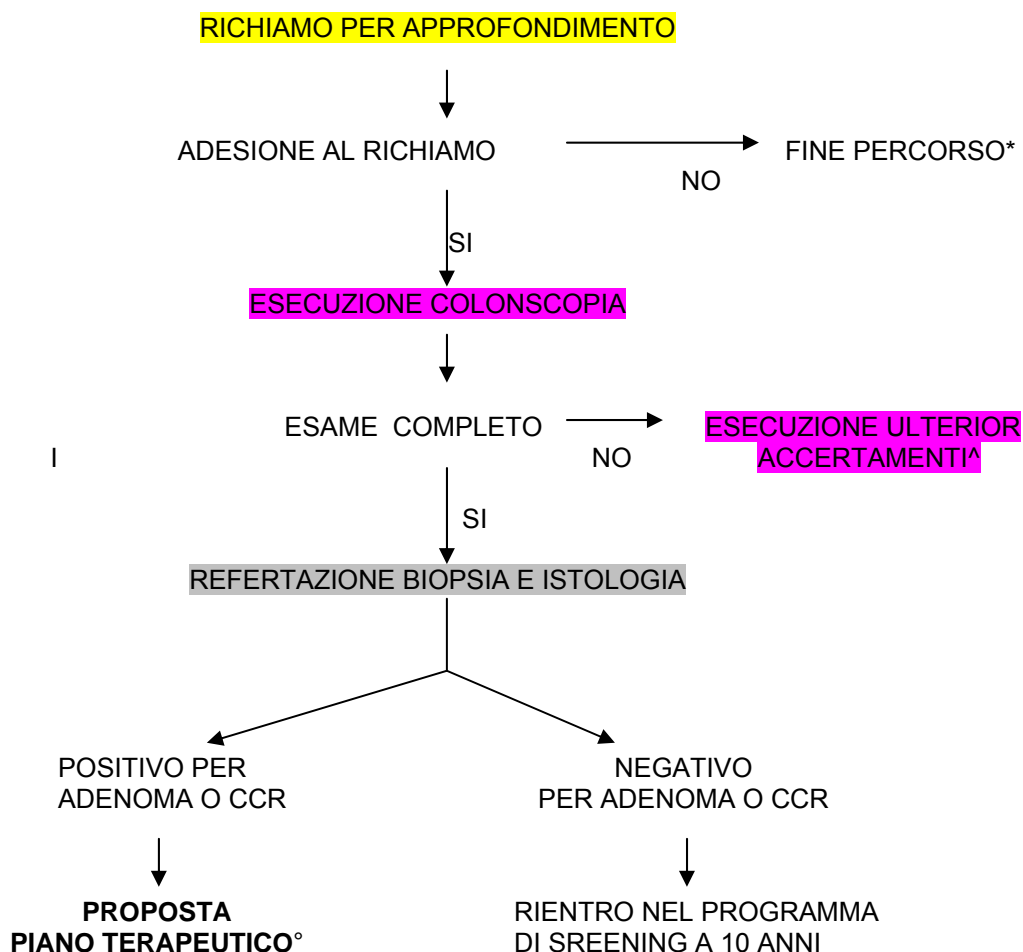 RICHIAMO PER APPROFONDIMENTO
ADESIONE AL RICHIAMO
FINE PERCORSO*
NO
SI
ESECUZIONE COLONSCOPIA
ESAME COMPLETO
NO
ESECUZIONE ULTERIOR
ACCERTAMENTI^
I
SI
REFERTAZIONE BIOPSIA E ISTOLOGIA
POSITIVO PER
ADENOMA O CCR
NEGATIVO
PER ADENOMA O CCR
PROPOSTA
PIANO TERAPEUTICO°
RIENTRO NEL PROGRAMMA
DI SREENING A 10 ANNI